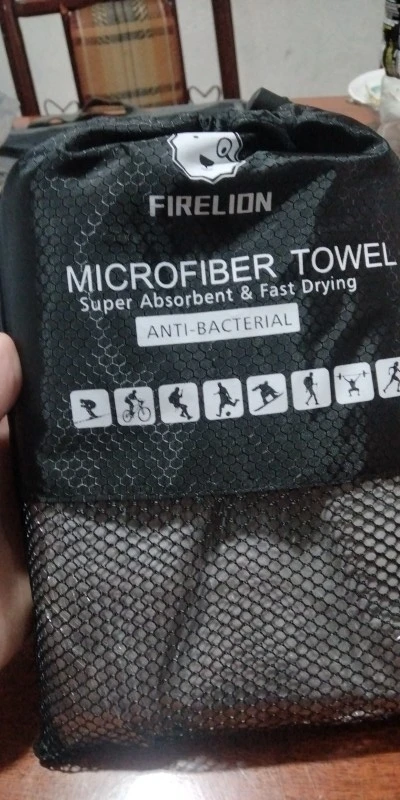 FIRELION
MICROFIBER TOWEL
Super Absorbent & Fast Drying
ANTI-BACTERIAL